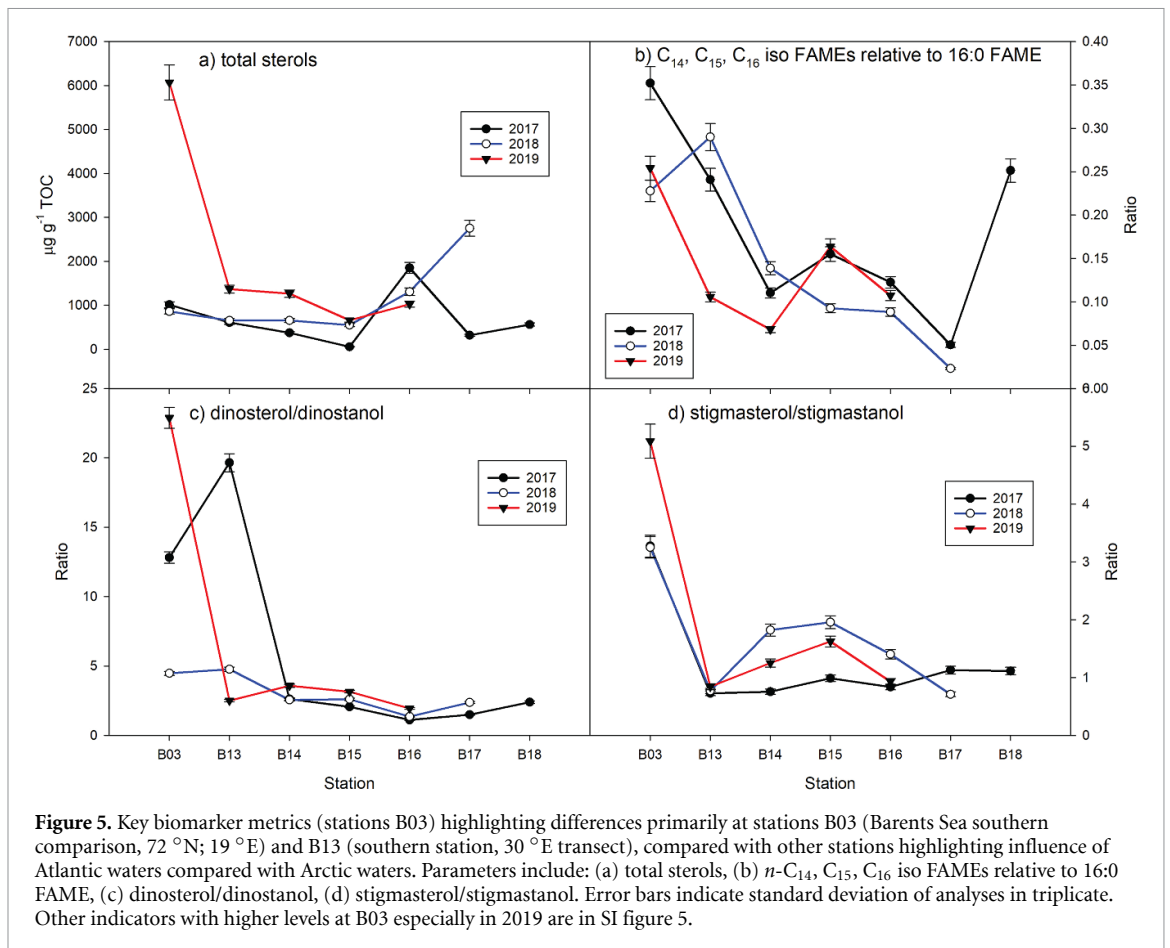 a) total sterols
7000
6000
5000
4000
3000
2000
1000
0
µg g⁻¹ TOC
2017
2018
2019
b) C₁₄, C₁₅, C₁₆ iso FAMEs relative to 16:0 FAME
0.40
0.35
0.30
0.25
0.20
0.15
0.10
0.05
0.00
Ratio
2017
2018
2019
c) dinosterol/dinostanol
25
20
15
10
5
0
Ratio
2017
2018
2019
B03 B13 B14 B15 B16 B17 B18
Station
d) stigmasterol/stigmastanol
6
5
4
3
2
1
0
Ratio
2017
2018
2019
B03 B13 B14 B15 B16 B17 B18
Station
Figure 5. Key biomarker metrics (stations B03) highlighting differences primarily at stations B03 (Barents Sea southern
comparison, 72 °N; 19 °E) and B13 (southern station, 30 °E transect), compared with other stations highlighting influence of
Atlantic waters compared with Arctic waters. Parameters include: (a) total sterols, (b) n-C₁₄, C₁₅, C₁₆ iso FAMEs relative to 16:0
FAME, (c) dinosterol/dinostanol, (d) stigmasterol/stigmastanol. Error bars indicate standard deviation of analyses in triplicate.
Other indicators with higher levels at B03 especially in 2019 are in SI figure 5.